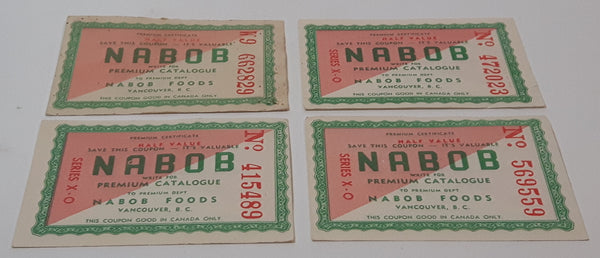 PREMIUM CERTIFICATE
HALF VALUE
SAVE THIS COUPON — IT'S VALUABLE
NABOB
WRITE FOR
PREMIUM CATALOGUE
TO PREMIUM DEPT.
NABOB FOODS
VANCOUVER, B.C.
THIS COUPON GOOD IN CANADA ONLY
K9 662829
PREMIUM CERTIFICATE
HALF VALUE
SAVE THIS COUPON — IT'S VALUABLE
NABOB
WRITE FOR
PREMIUM CATALOGUE
TO PREMIUM DEPT.
NABOB FOODS
VANCOUVER, B.C.
THIS COUPON GOOD IN CANADA ONLY
SERIES X-O
No. 472023
PREMIUM CERTIFICATE
HALF VALUE
SAVE THIS COUPON — IT'S VALUABLE
NABOB
WRITE FOR
PREMIUM CATALOGUE
TO PREMIUM DEPT.
NABOB FOODS
VANCOUVER, B.C.
THIS COUPON GOOD IN CANADA ONLY
SERIES X-O
No. 415489
PREMIUM CERTIFICATE
HALF VALUE
SAVE THIS COUPON — IT'S VALUABLE
NABOB
WRITE FOR
PREMIUM CATALOGUE
TO PREMIUM DEPT.
NABOB FOODS
VANCOUVER, B.C.
THIS COUPON GOOD IN CANADA ONLY
SERIES X-O
No. 569559